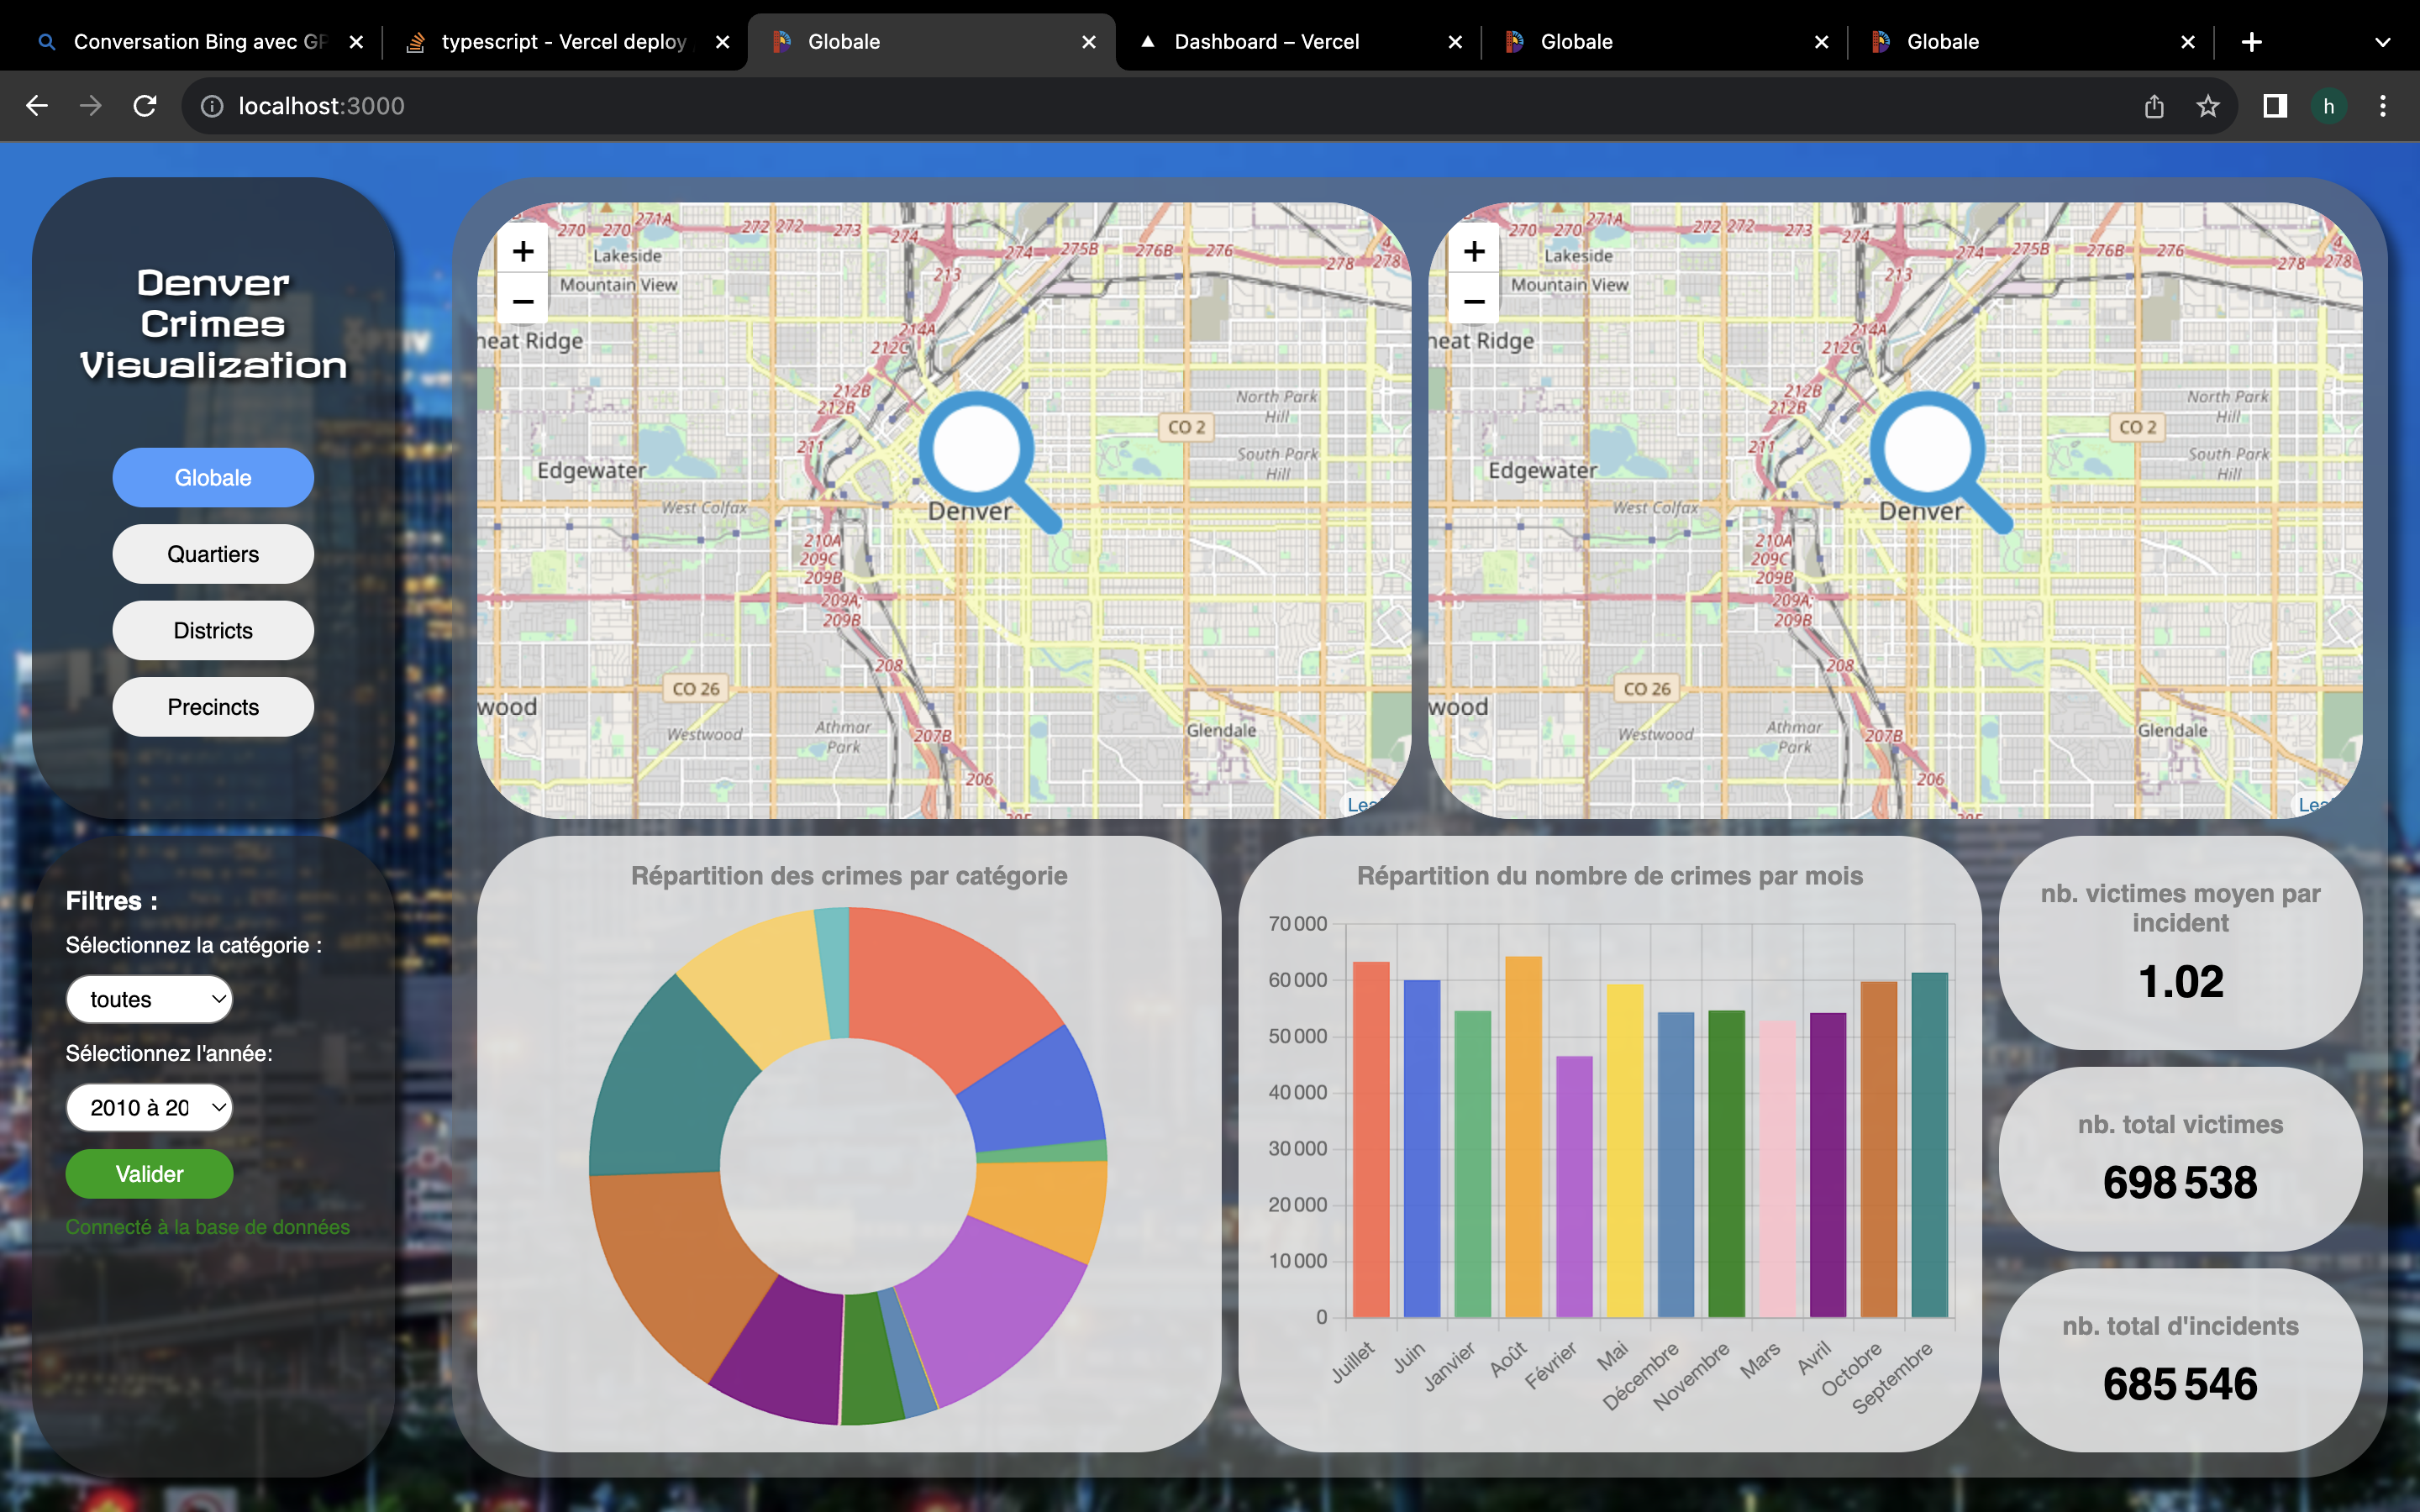 Conversation Bing avec GP
typescript - Vercel deploy
Globale
Dashboard – Vercel
Globale
Globale
localhost:3000
h
Denver
Crimes
Visualization
Globale
Quartiers
Districts
Precincts
Filtres :
Sélectionnez la catégorie :
toutes
Sélectionnez l'année:
2010 à 20
Valider
Connecté à la base de données
+
−
270 270 271A 272 272 273 274 274 275B 276B 276 278 278
4
Lakeside
Mountain View
213
214A
212C
heat Ridge
212B
212B
211
North Park
Hill
CO 2
South Park
Hill
Edgewater
West Colfax
Denver
210A
209C
209B
209A;
209B
208
CO 26
wood
Westwood
Athmar
Park
207B
Glendale
206
205
Lea
+
−
270 270 271A 272 272 273 274 274 275B 276B 276 278 278
4
Lakeside
Mountain View
213
214A
212C
heat Ridge
212B
212B
211
North Park
Hill
CO 2
South Park
Hill
Edgewater
West Colfax
Denver
210A
209C
209B
209A;
209B
208
CO 26
wood
Westwood
Athmar
Park
207B
Glendale
206
205
Lea
Répartition des crimes par catégorie
Répartition du nombre de crimes par mois
70 000
60 000
50 000
40 000
30 000
20 000
10 000
0
Juillet
Juin
Janvier
Août
Février
Mai
Décembre
Novembre
Mars
Avril
Octobre
Septembre
nb. victimes moyen par
incident
1.02
nb. total victimes
698 538
nb. total d'incidents
685 546